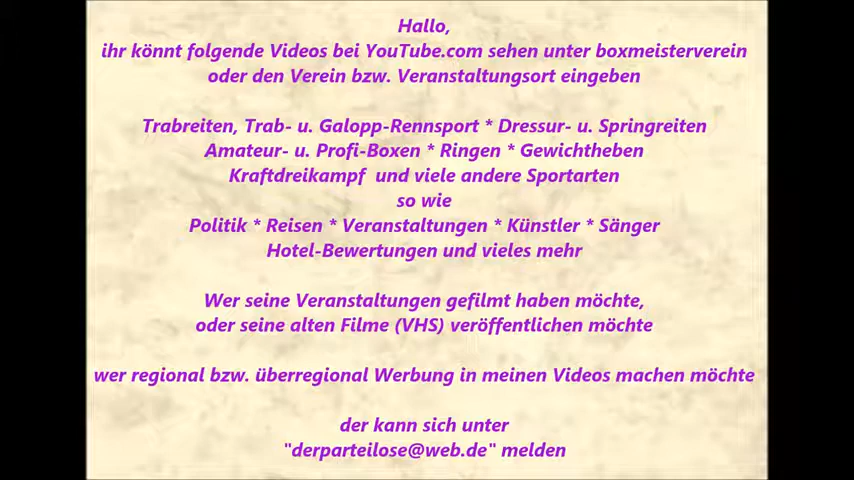 Hallo,
ihr könnt folgende Videos bei YouTube.com sehen unter boxmeisterverein
oder den Verein bzw. Veranstaltungsort eingeben
Trabreiten, Trab- u. Galopp-Rennsport * Dressur- u. Springreiten
Amateur- u. Profi-Boxen * Ringen * Gewichtheben
Kraftdreikampf und viele andere Sportarten
so wie
Politik * Reisen * Veranstaltungen * Künstler * Sänger
Hotel-Bewertungen und vieles mehr
Wer seine Veranstaltungen gefilmt haben möchte,
oder seine alten Filme (VHS) veröffentlichen möchte
wer regional bzw. überregional Werbung in meinen Videos machen möchte
der kann sich unter
"derparteilose@web.de" melden